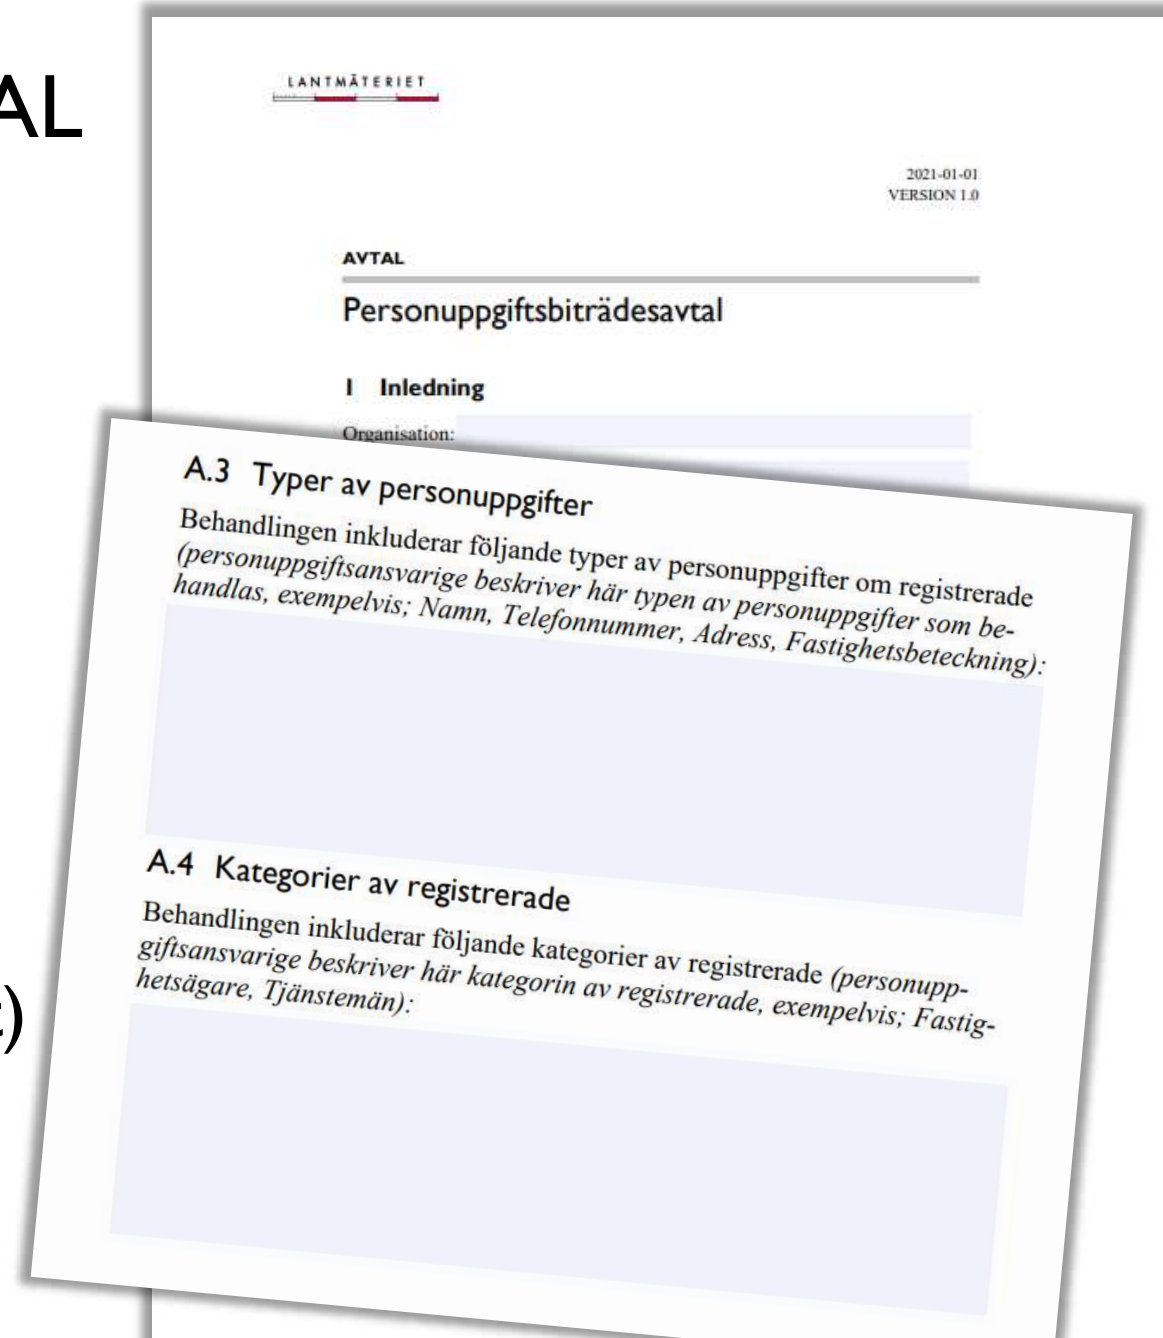 AL
LANTMÄTERIET
2021-01-01
VERSION 1.0
AVTAL
Personuppgiftsbiträdesavtal
1 Inledning
Organisation:
A.3 Typer av personuppgifter
Behandlingen inkluderar följande typer av personuppgifter om registrerade
(personuppgiftsansvarige beskriver här typen av personuppgifter som be-
handlas, exempelvis; Namn, Telefonnummer, Adress, Fastighetsbeteckning):
A.4 Kategorier av registrerade
Behandlingen inkluderar följande kategorier av registrerade (personupp-
giftsansvarige beskriver här kategorin av registrerade, exempelvis; Fastig-
hetsägare, Tjänstemän):